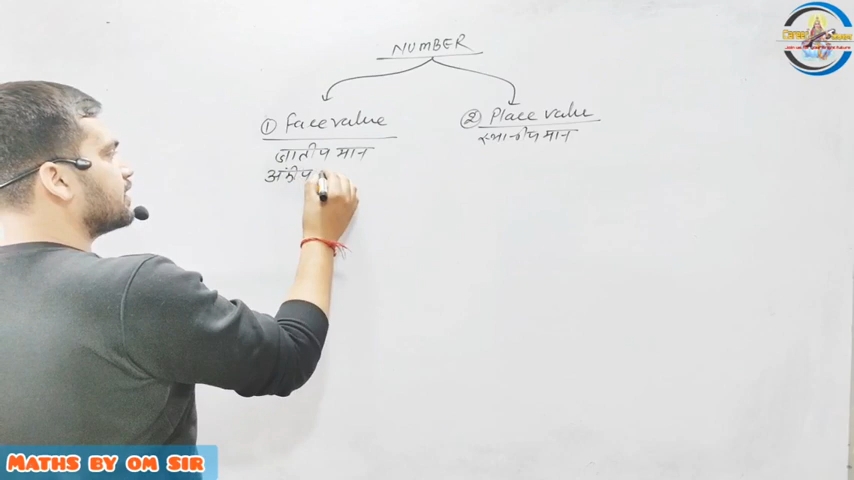 NUMBER
① Face value
② Place value
जातीय मान
स्थानीय मान
अंकीय
MATHS BY OM SIR